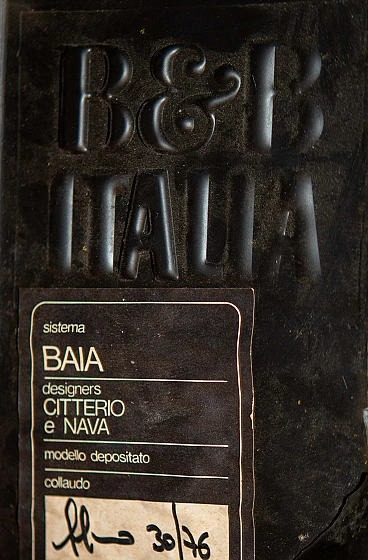 B&B
ITALIA
sistema
BAIA
designers
CITTERIO
e NAVA
modello depositato
collaudo
30/76